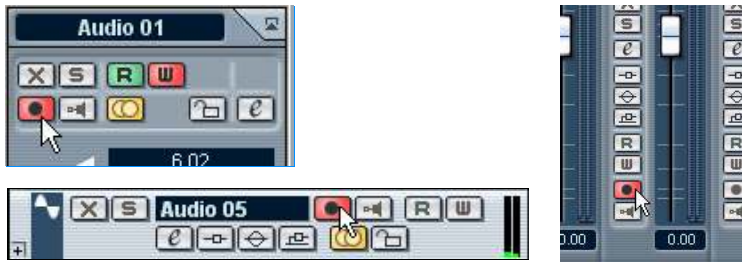 Audio 01
X S R W
e
6.02
X S Audio 05 R W
e
S S
e e
R R
W W
0.00 0.00